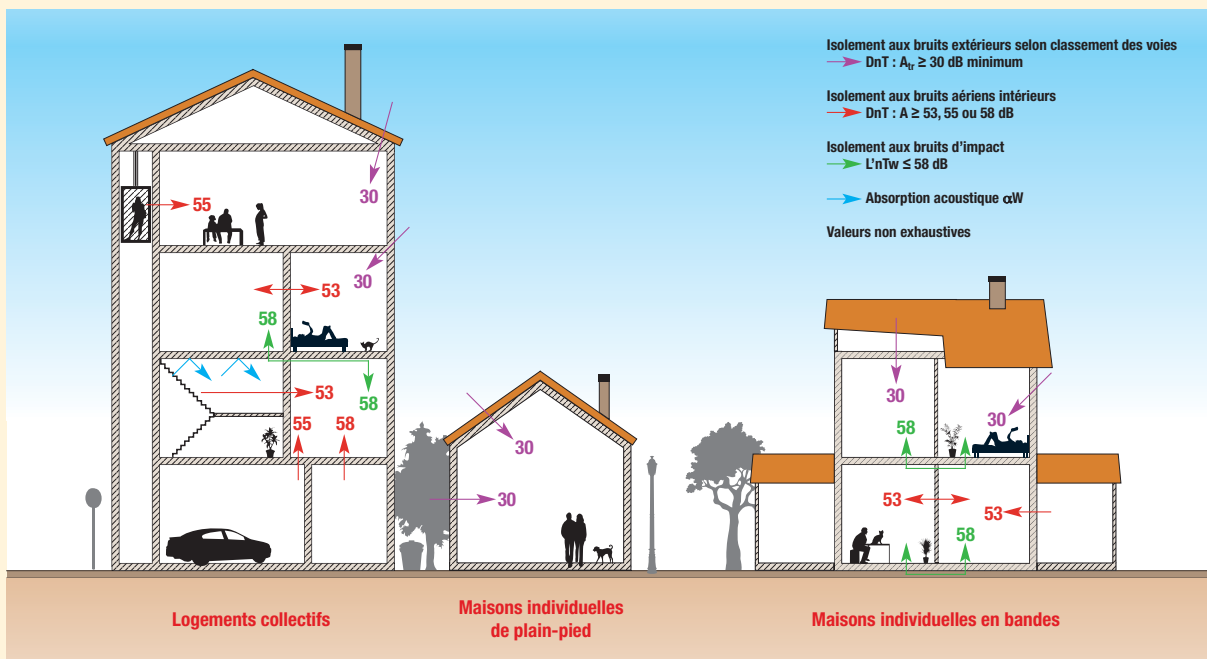 Isolement aux bruits extérieurs selon classement des voies
DnT : Atr ≥ 30 dB minimum
Isolement aux bruits aériens intérieurs
DnT : A ≥ 53, 55 ou 58 dB
Isolement aux bruits d'impact
L'nTw ≤ 58 dB
Absorption acoustique αW
Valeurs non exhaustives
30
55
30
53
58
53
58
55
58
30
30
30
30
58
53
53
58
Logements collectifs
Maisons individuelles
de plain-pied
Maisons individuelles en bandes